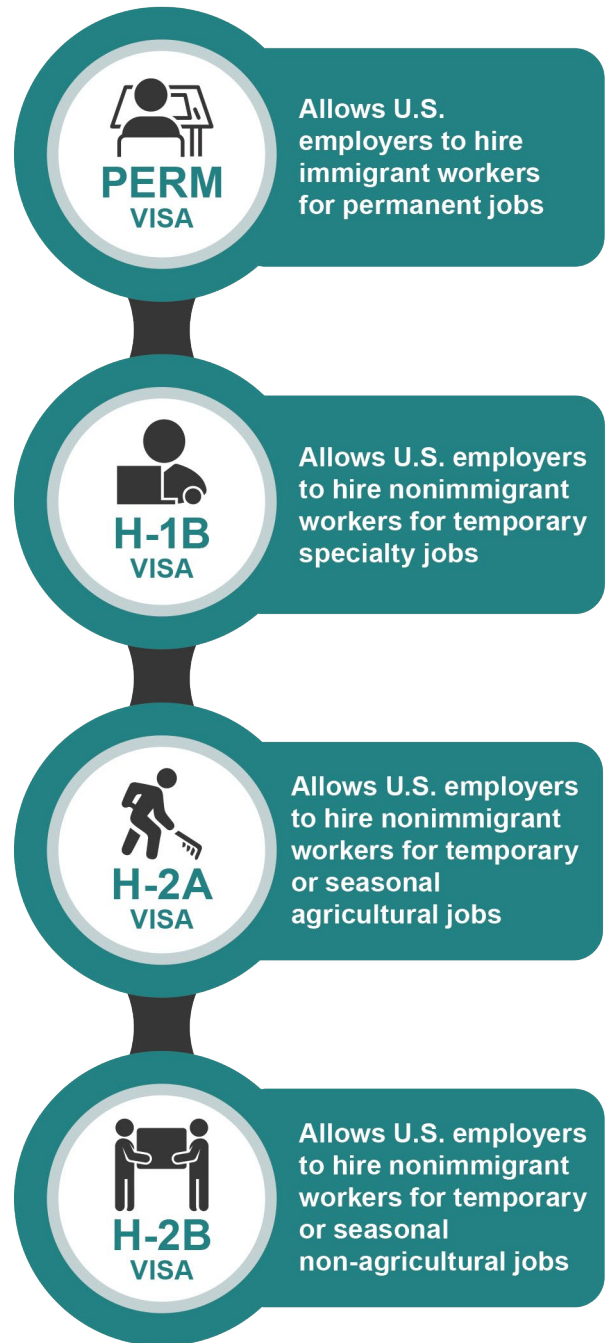 PERM
VISA
Allows U.S.
employers to hire
immigrant workers
for permanent jobs
H-1B
VISA
Allows U.S. employers
to hire nonimmigrant
workers for temporary
specialty jobs
H-2A
VISA
Allows U.S. employers
to hire nonimmigrant
workers for temporary
or seasonal
agricultural jobs
H-2B
VISA
Allows U.S. employers
to hire nonimmigrant
workers for temporary
or seasonal
non-agricultural jobs